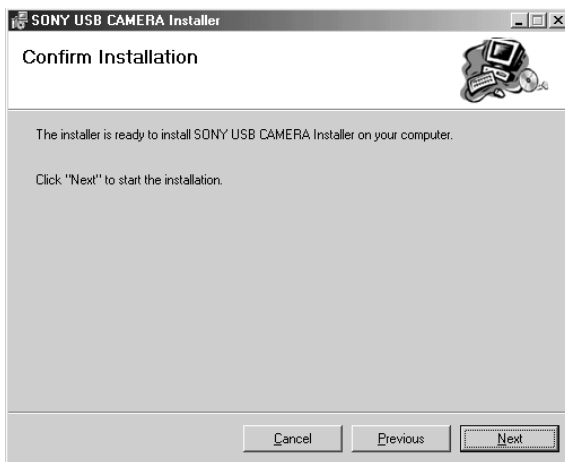 SONY USB CAMERA Installer
Confirm Installation
The installer is ready to install SONY USB CAMERA Installer on your computer.
Click "Next" to start the installation.
Cancel Previous Next